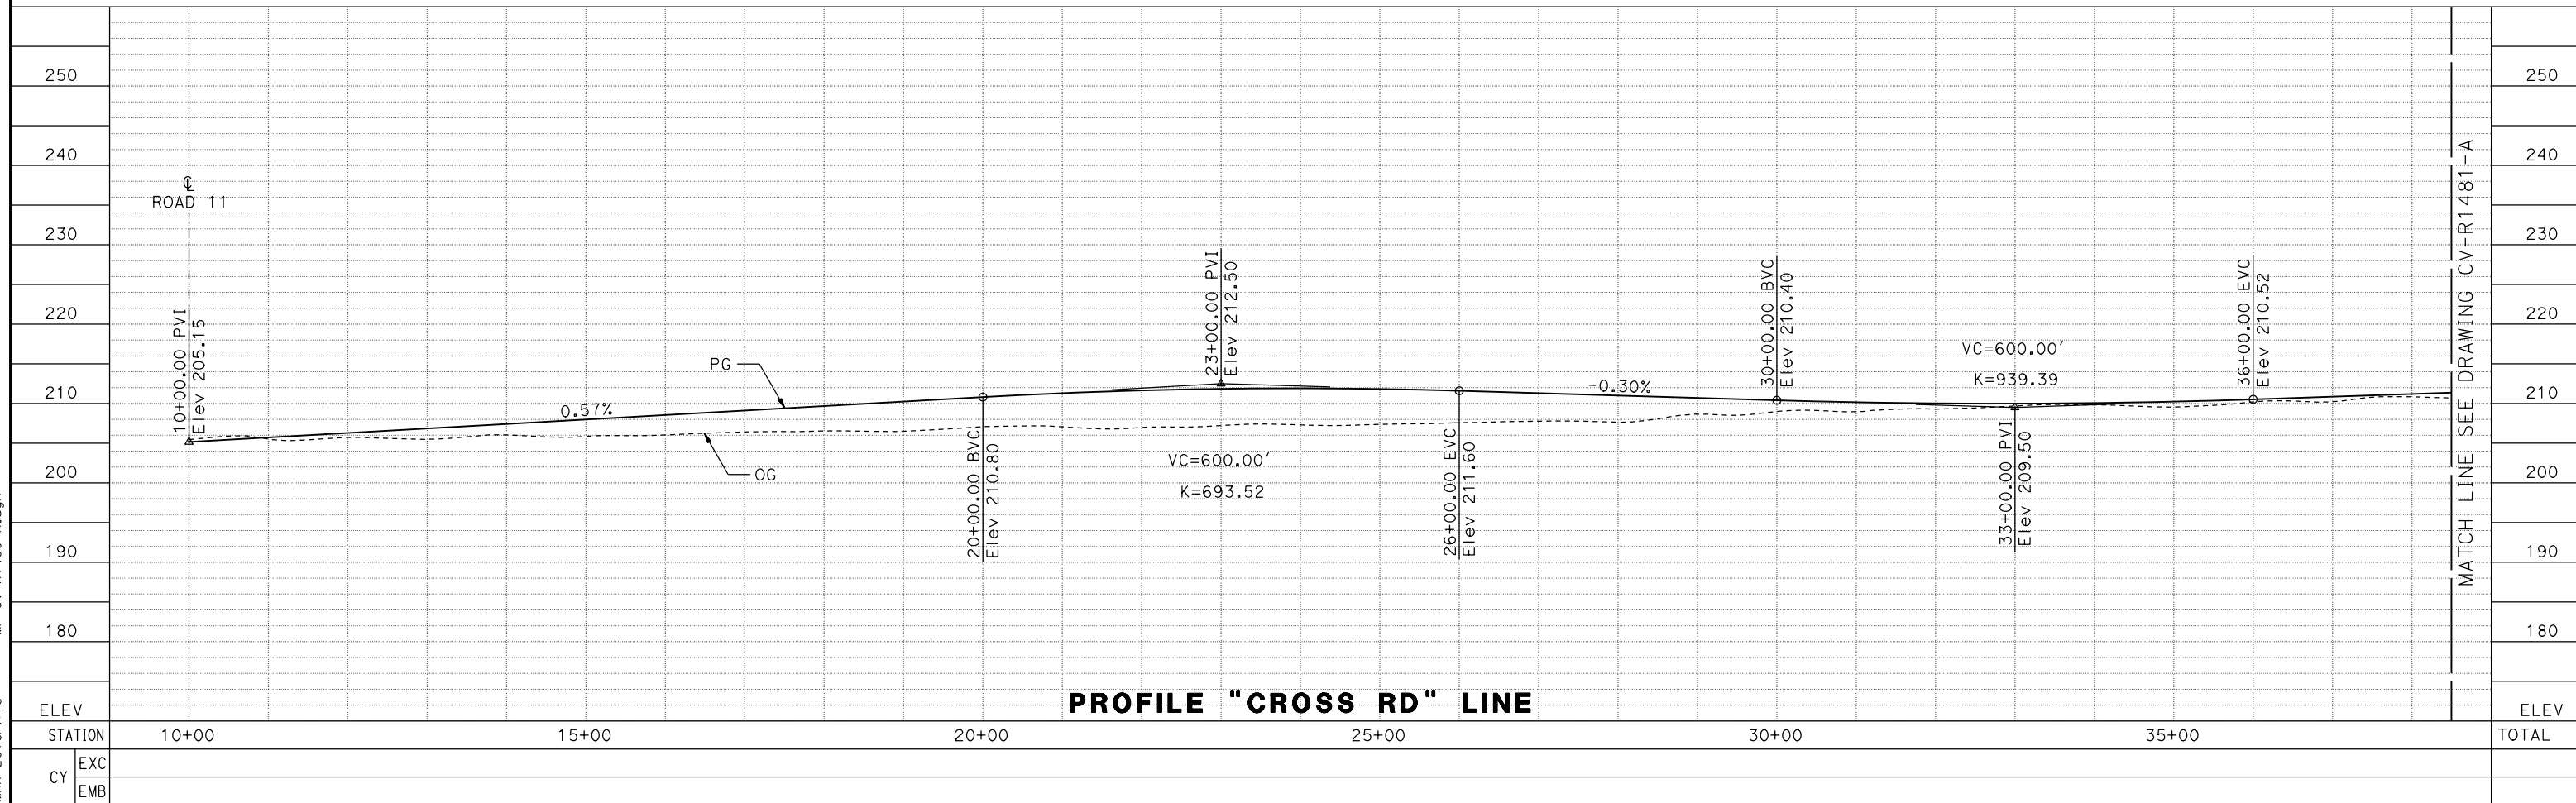 250
240
230
220
210
200
190
180
ELEV
℄
ROAD 11
10+00.00 PVI
Elev 205.15
0.57%
PG
OG
20+00.00 BVC
Elev 210.80
23+00.00 PVI
Elev 212.50
VC=600.00'
K=693.52
26+00.00 EVC
Elev 211.60
-0.30%
30+00.00 BVC
Elev 210.40
VC=600.00'
K=939.39
33+00.00 PVI
Elev 209.50
36+00.00 EVC
Elev 210.52
MATCH LINE SEE DRAWING CV-R1481-A
250
240
230
220
210
200
190
180
ELEV
PROFILE "CROSS RD" LINE
STATION 10+00 15+00 20+00 25+00 30+00 35+00 TOTAL
CY
EXC
EMB